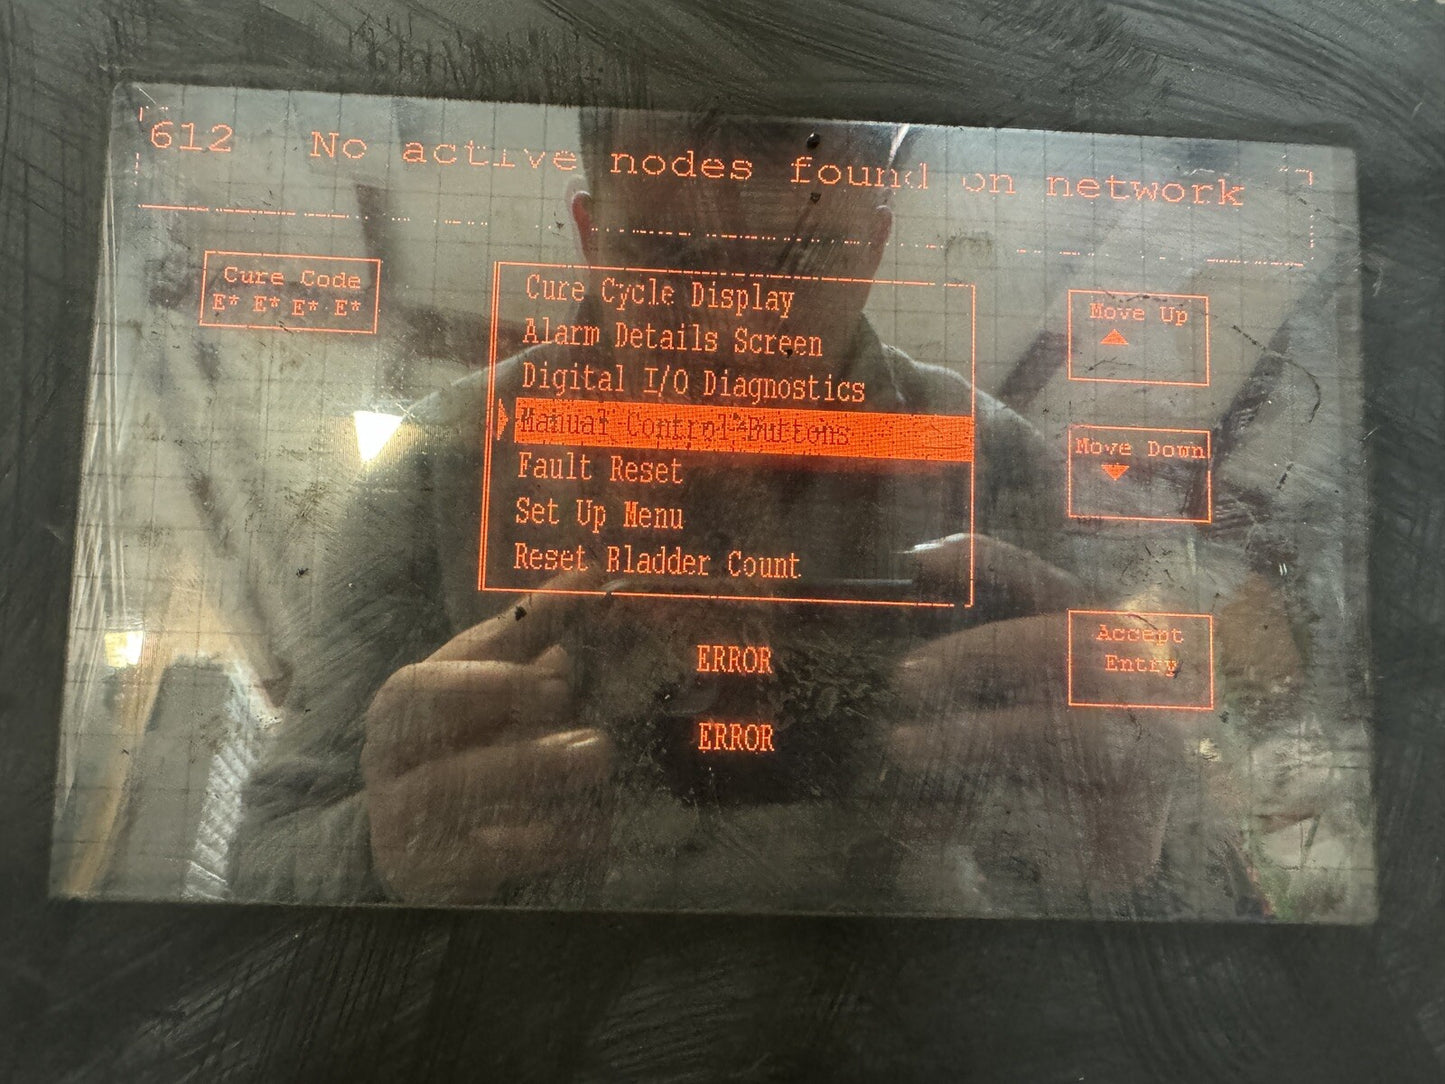 612 No active nodes found on network
Cure Code
E* E* E* E*
Cure Cycle Display
Alarm Details Screen
Digital I/O Diagnostics
Manual Control Buttons
Fault Reset
Set Up Menu
Reset Bladder Count
Move Up
Move Down
Accept
Entry
ERROR
ERROR